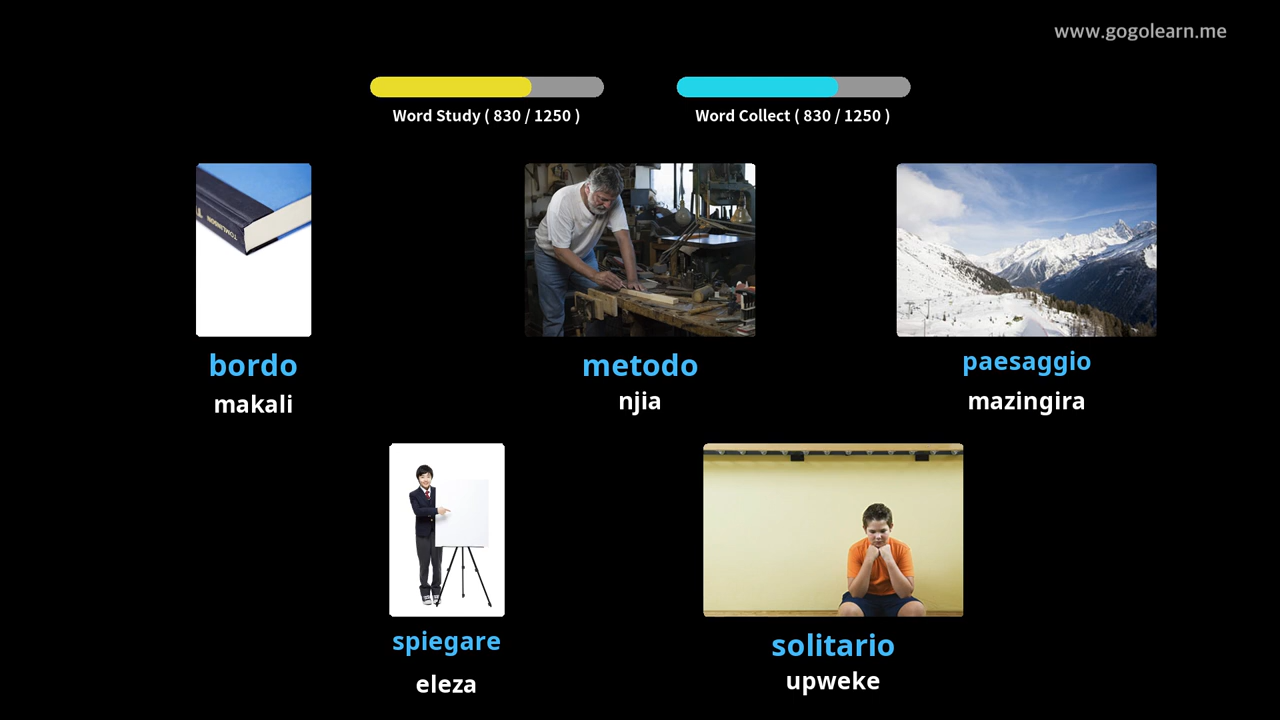 www.gogolearn.me
Word Study ( 830 / 1250 )
Word Collect ( 830 / 1250 )
TOMLINSON
bordo
makali
metodo
njia
paesaggio
mazingira
spiegare
eleza
solitario
upweke